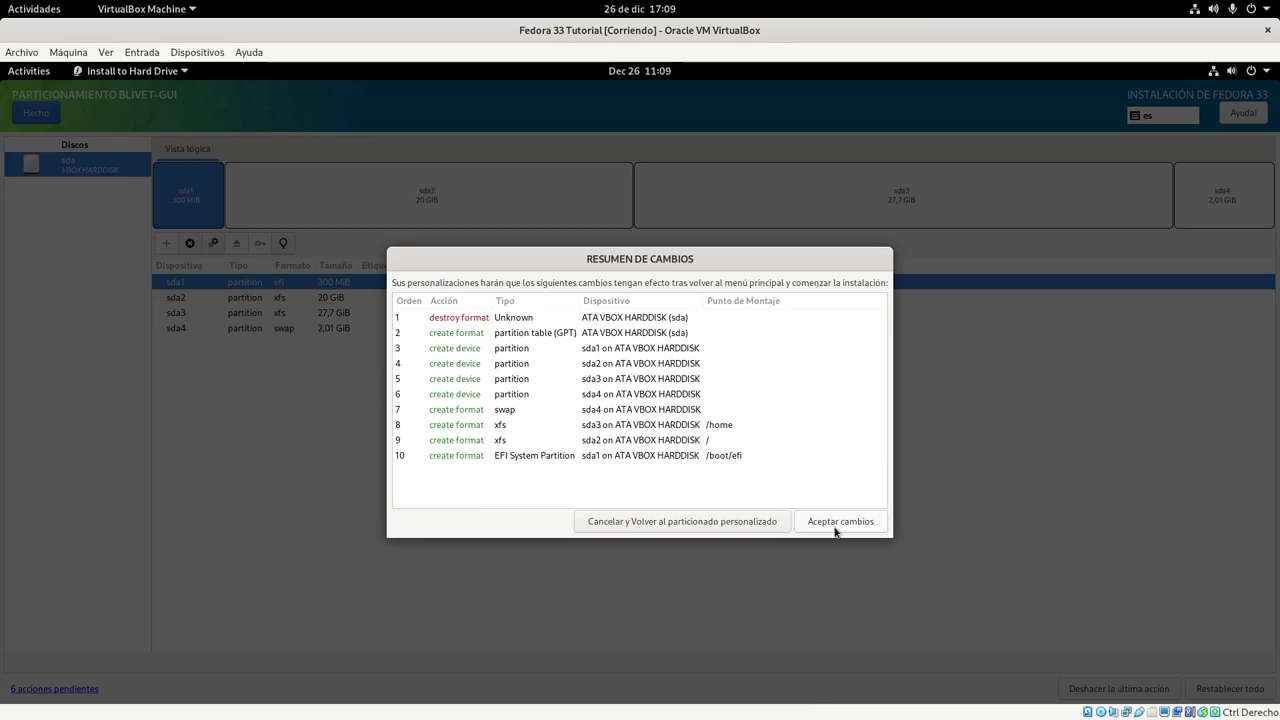 Actividades VirtualBox Machine 26 de dic 17:09
Fedora 33 Tutorial [Corriendo] - Oracle VM VirtualBox ×
Archivo Máquina Ver Entrada Dispositivos Ayuda
Activities Install to Hard Drive Dec 26 11:09
PARTICIONAMIENTO BLIVET-GUI INSTALACIÓN DE FEDORA 33
Hecho es Ayuda!
Discos Vista lógica
sda
VBOX HARDDISK
sda1 sda2 sda3 sda4
300 MiB 20 GiB 27,7 GiB 2,01 GiB
Dispositivo Tipo Formato Tamaño Etique
sda1 partition efi 300 MiB
sda2 partition xfs 20 GiB
sda3 partition xfs 27,7 GiB
sda4 partition swap 2,01 GiB
RESUMEN DE CAMBIOS
Sus personalizaciones harán que los siguientes cambios tengan efecto tras volver al menú principal y comenzar la instalación:
Orden Acción Tipo Dispositivo Punto de Montaje
1 destroy format Unknown ATA VBOX HARDDISK (sda)
2 create format partition table (GPT) ATA VBOX HARDDISK (sda)
3 create device partition sda1 on ATA VBOX HARDDISK
4 create device partition sda2 on ATA VBOX HARDDISK
5 create device partition sda3 on ATA VBOX HARDDISK
6 create device partition sda4 on ATA VBOX HARDDISK
7 create format swap sda4 on ATA VBOX HARDDISK
8 create format xfs sda3 on ATA VBOX HARDDISK /home
9 create format xfs sda2 on ATA VBOX HARDDISK /
10 create format EFI System Partition sda1 on ATA VBOX HARDDISK /boot/efi
Cancelar y Volver al particionado personalizado Aceptar cambios
6 acciones pendientes Deshacer la última acción Restablecer todo
Ctrl Derecho